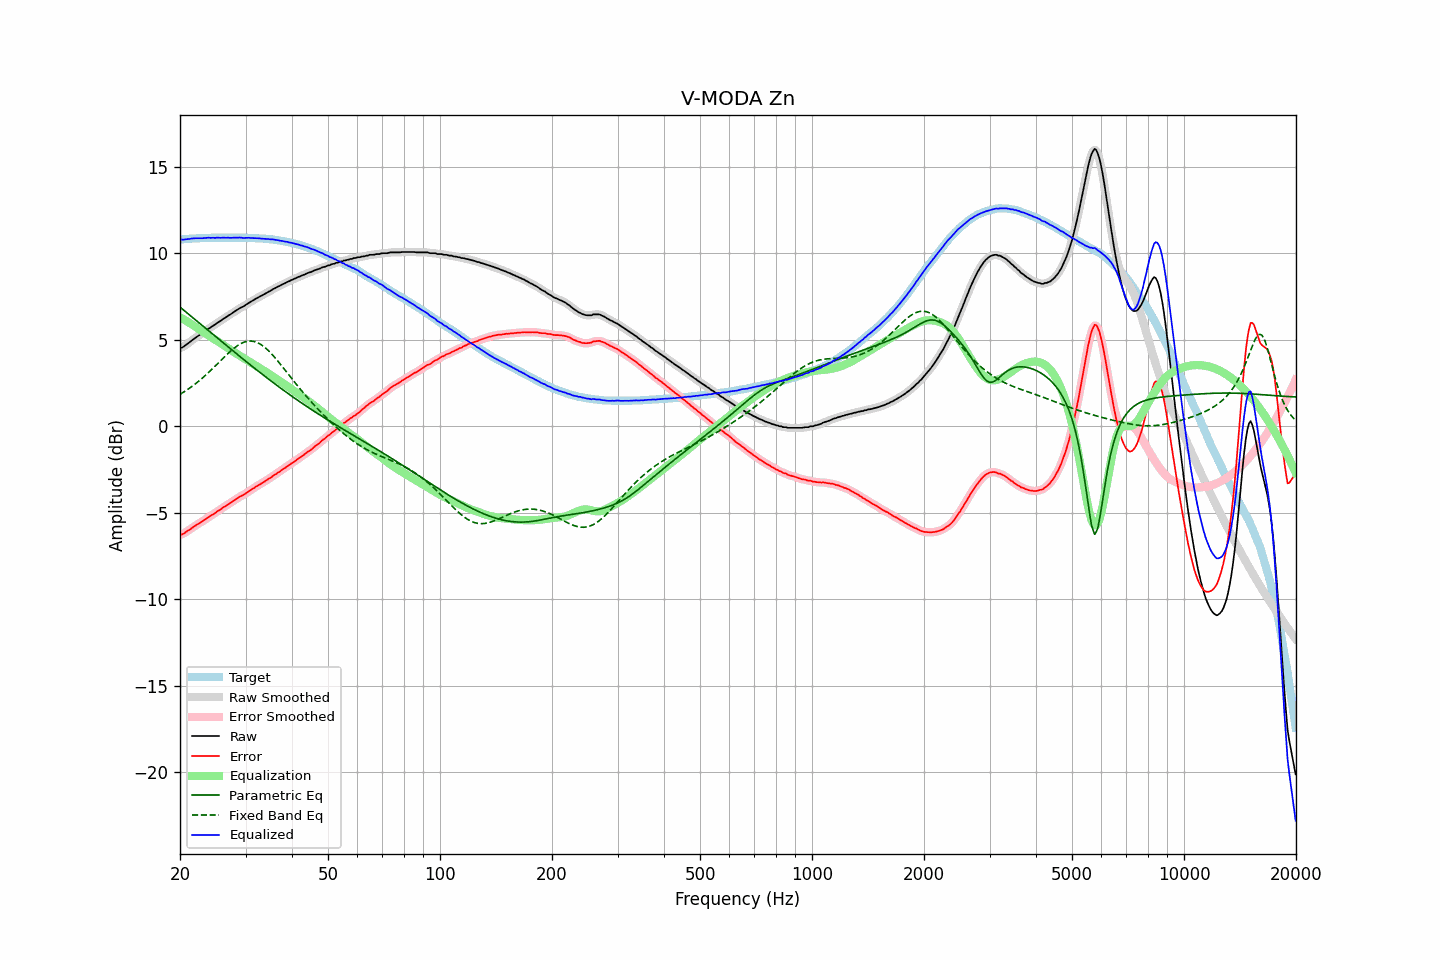 V-MODA Zn
Amplitude (dBr)
15
10
5
0
−5
−10
−15
−20
Target
Raw Smoothed
Error Smoothed
Raw
Error
Equalization
Parametric Eq
Fixed Band Eq
Equalized
20 50 100 200 500 1000 2000 5000 10000 20000
Frequency (Hz)